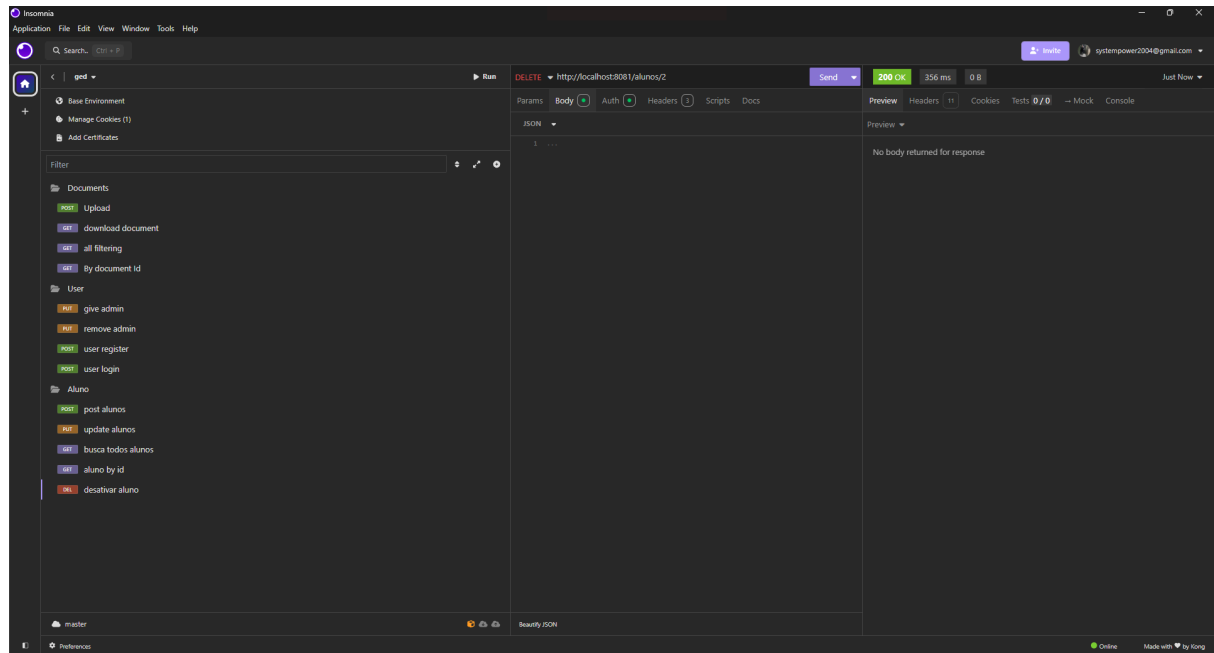 Insomnia
Application File Edit View Window Tools Help
Search.. Ctrl + P
Invite
systempower2004@gmail.com
ged
Run
DELETE http://localhost:8081/alunos/2
Send
200 OK 356 ms 0 B
Just Now
Base Environment
Manage Cookies (1)
Add Certificates
Params Body Auth Headers 3 Scripts Docs
Preview Headers 11 Cookies Tests 0 / 0 → Mock Console
JSON
Preview
1 ...
No body returned for response
Filter
Documents
POST Upload
GET download document
GET all filtering
GET By document Id
User
PUT give admin
PUT remove admin
POST user register
POST user login
Aluno
POST post alunos
PUT update alunos
GET busca todos alunos
GET aluno by id
DEL desativar aluno
master
Beautify JSON
Preferences
Online
Made with ♥ by Kong